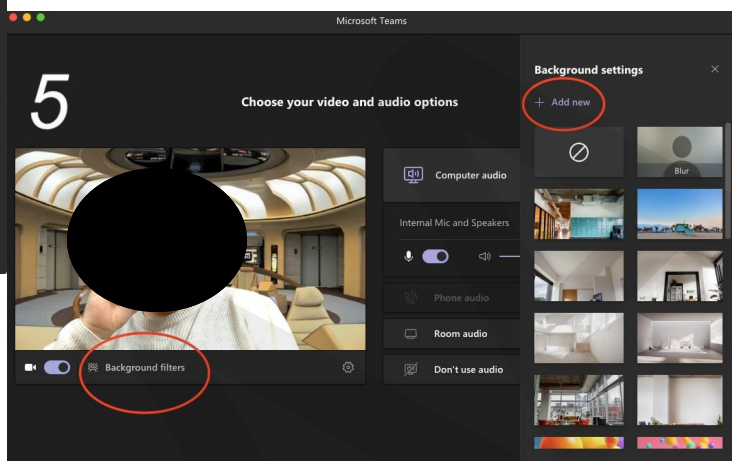 Microsoft Teams
5
Choose your video and audio options
Background settings
+ Add new
Blur
Computer audio
Internal Mic and Speakers
Phone audio
Room audio
Don't use audio
Background filters